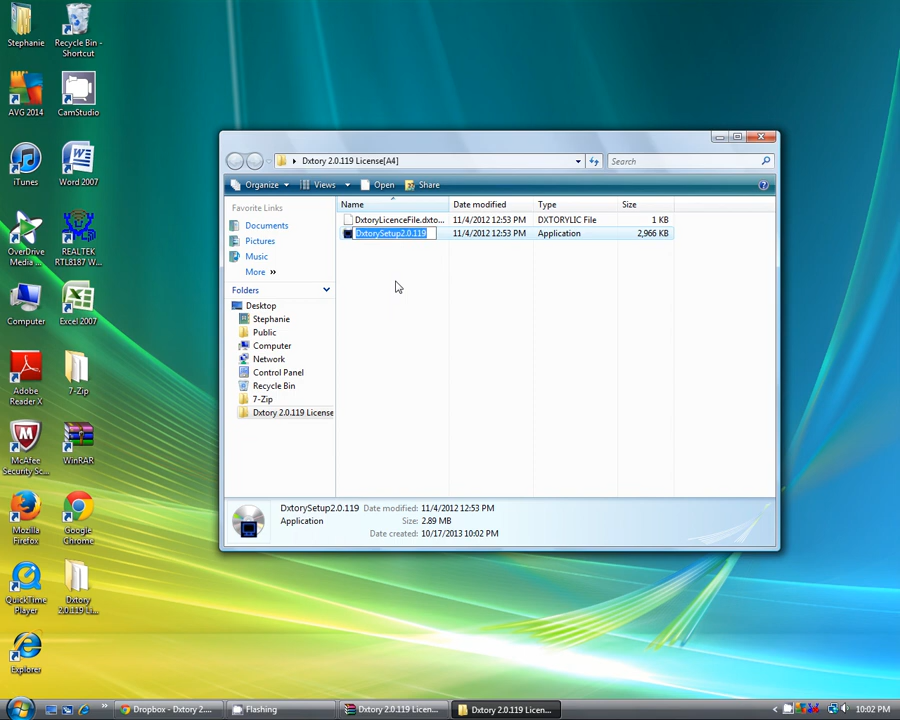 Stephanie
Recycle Bin -
Shortcut
AVG 2014
CamStudio
iTunes
Word 2007
OverDrive
Media ...
REALTEK
RTL8187 W...
Computer
Excel 2007
Adobe
Reader X
7-Zip
McAfee
Security Sc...
WinRAR
Mozilla
Firefox
Google
Chrome
QuickTime
Player
Dxtory
2.0.119 Li...
Explorer
Dxtory 2.0.119 License[A4]
Search
Organize
Views
Open
Share
Favorite Links
Documents
Pictures
Music
More »
Folders
Desktop
Stephanie
Public
Computer
Network
Control Panel
Recycle Bin
7-Zip
Dxtory 2.0.119 License
Name Date modified Type Size
DxtoryLicenceFile.dxto... 11/4/2012 12:53 PM DXTORYLIC File 1 KB
DxtorySetup2.0.119 11/4/2012 12:53 PM Application 2,966 KB
DxtorySetup2.0.119 Date modified: 11/4/2012 12:53 PM
Application Size: 2.89 MB
Date created: 10/17/2013 10:02 PM
Dropbox - Dxtory 2....
Flashing
Dxtory 2.0.119 Licen...
Dxtory 2.0.119 Licen...
10:02 PM